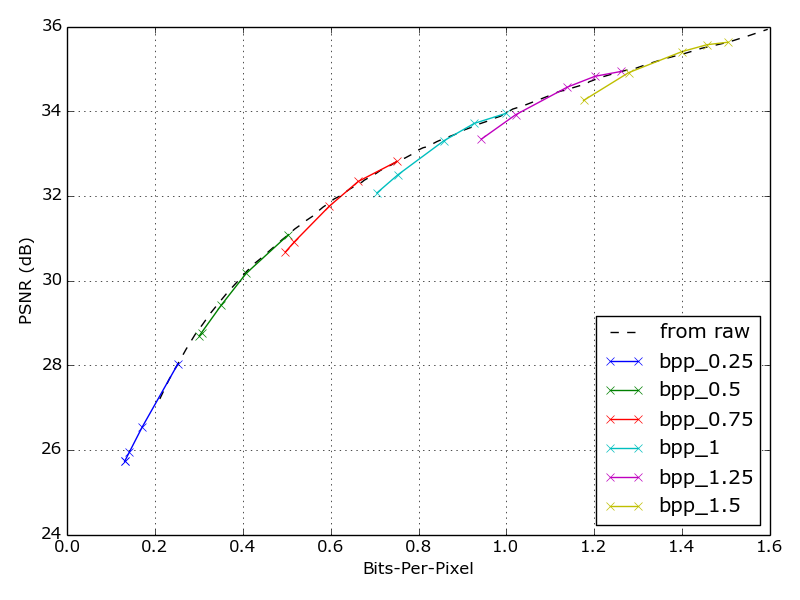 36
34
32
30
28
26
24
PSNR (dB)
0.0 0.2 0.4 0.6 0.8 1.0 1.2 1.4 1.6
Bits-Per-Pixel
from raw
bpp_0.25
bpp_0.5
bpp_0.75
bpp_1
bpp_1.25
bpp_1.5